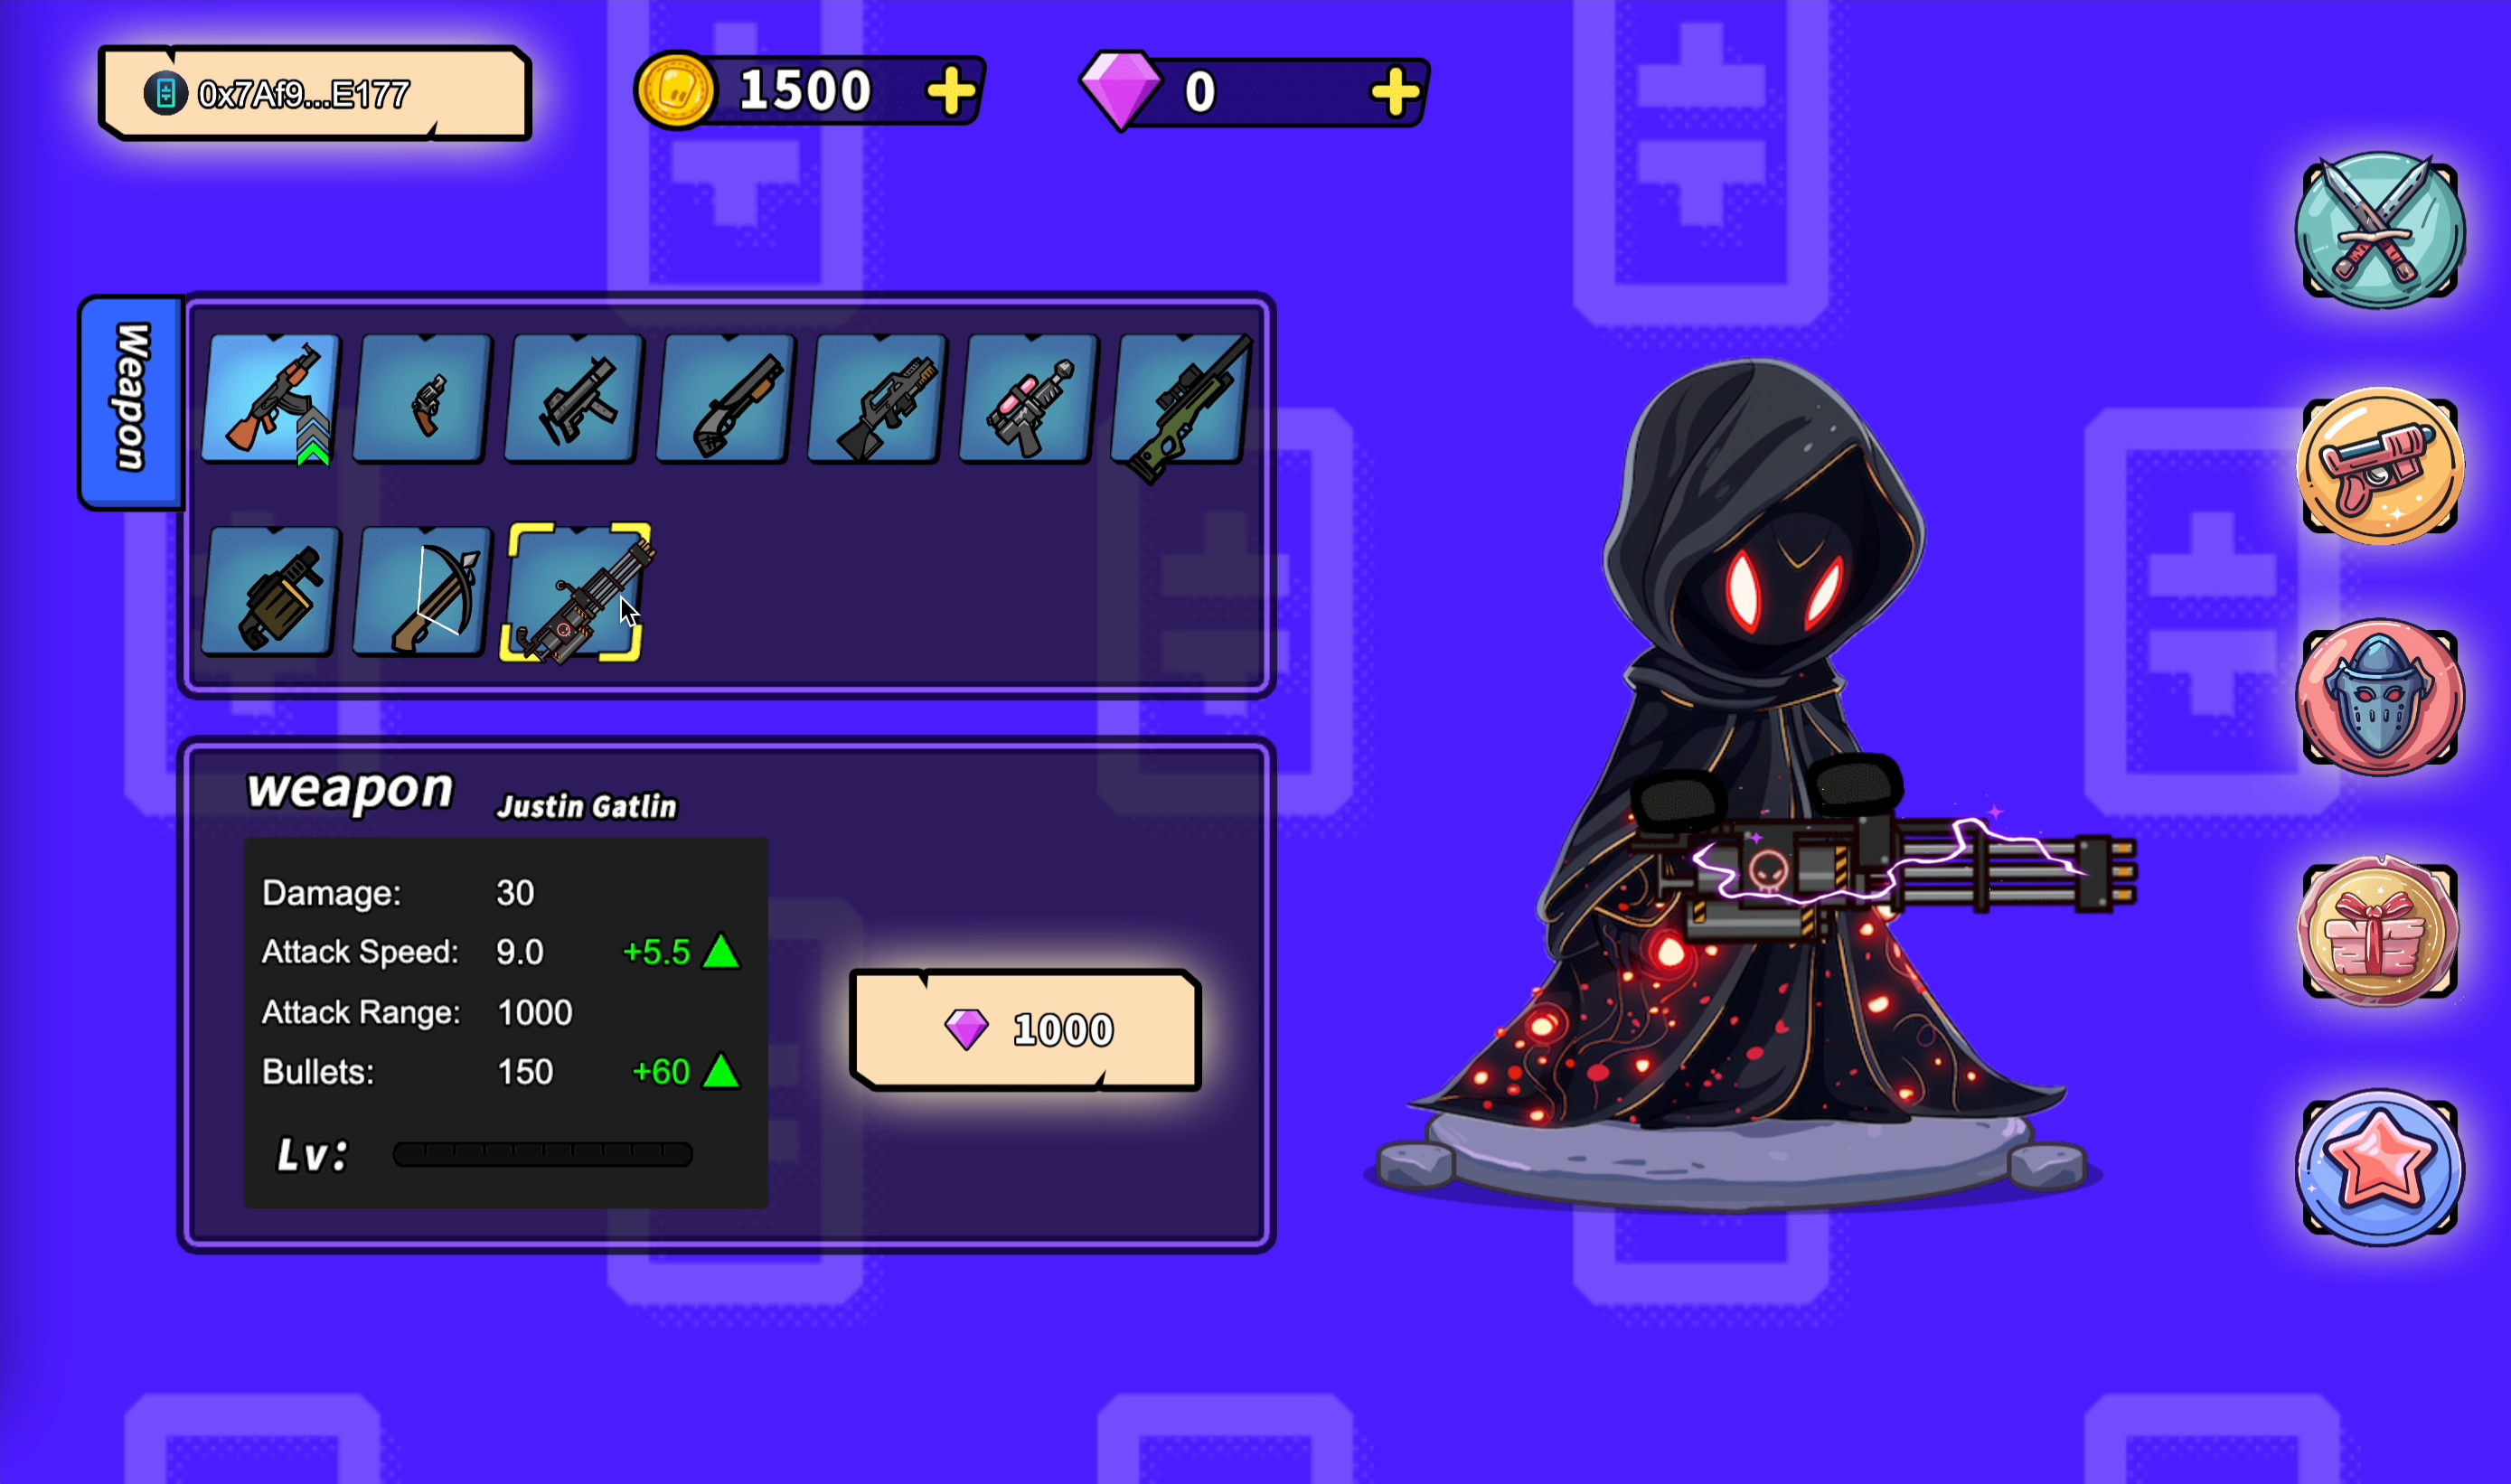 0x7Af9...E177
1500
0
Weapon
weapon Justin Gatlin
Damage: 30
Attack Speed: 9.0 +5.5
Attack Range: 1000
Bullets: 150 +60
Lv:
1000